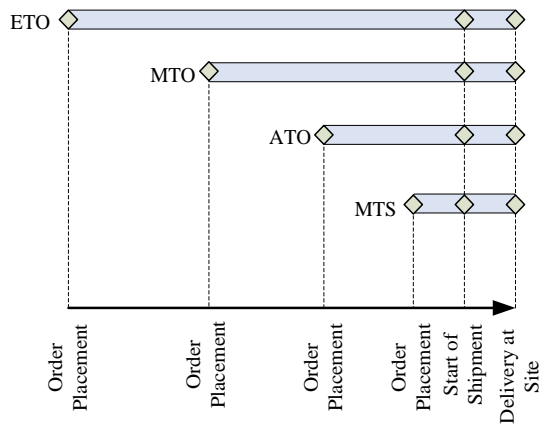 ETO
MTO
ATO
MTS
Order
Placement
Order
Placement
Order
Placement
Order
Placement
Start of
Shipment
Delivery at
Site